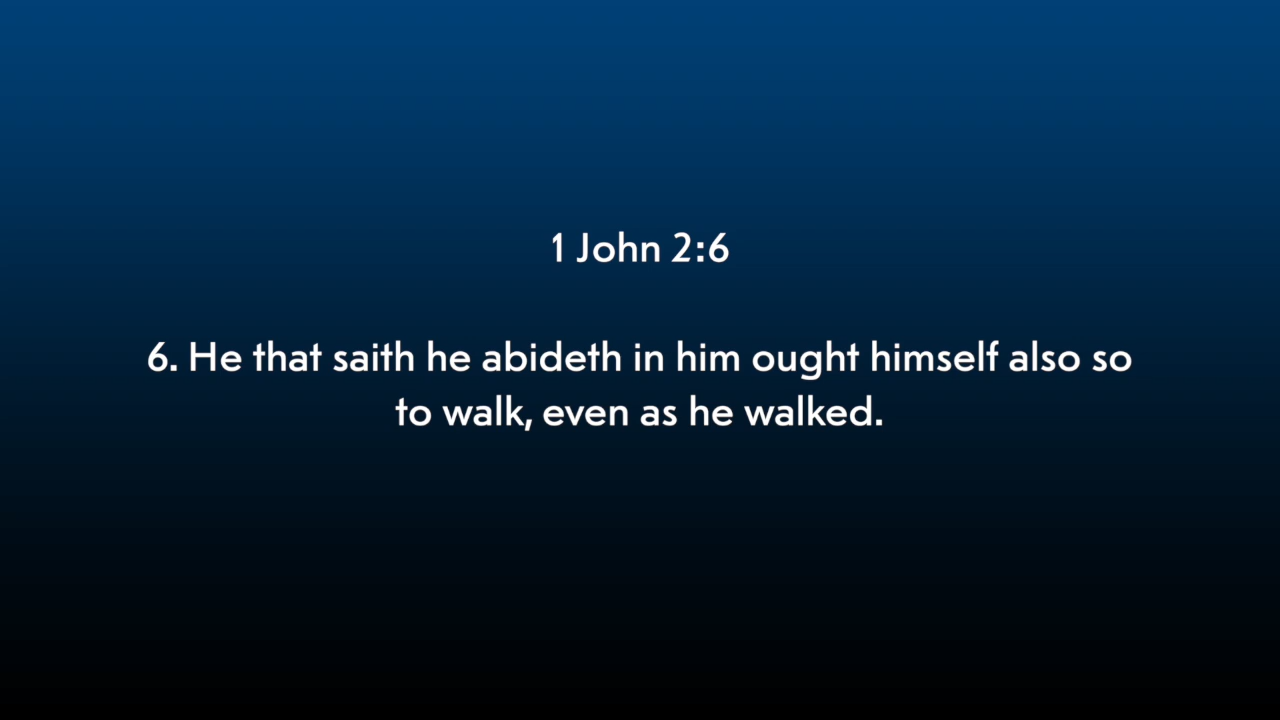 1 John 2:6
6. He that saith he abideth in him ought himself also so
to walk, even as he walked.